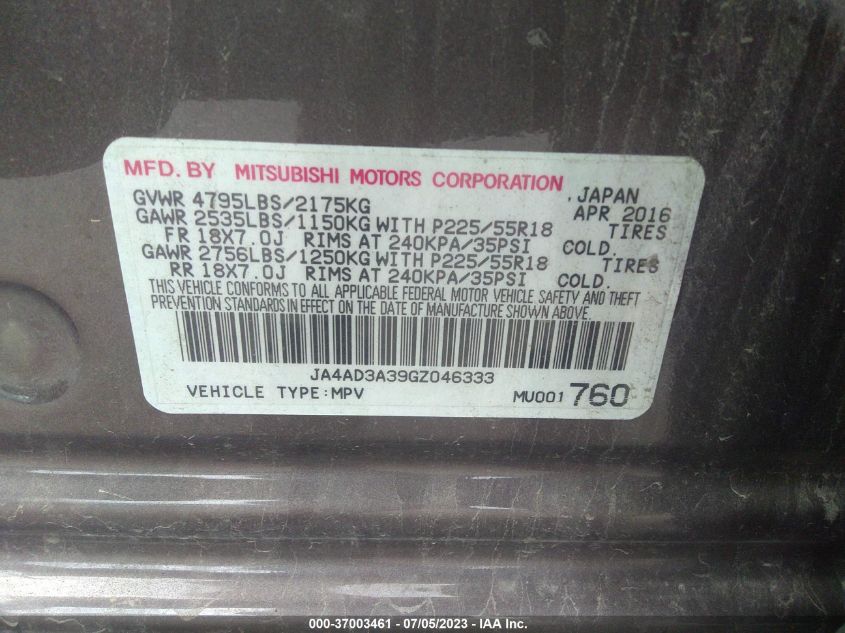 MFD. BY MITSUBISHI MOTORS CORPORATION
GVWR 4795LBS/2175KG , JAPAN
APR 2016
GAWR 2535LBS/1150KG WITH P225/55R18 TIRES
FR 18X7.0J RIMS AT 240KPA/35PSI COLD.
GAWR 2756LBS/1250KG WITH P225/55R18 TIRES
RR 18X7.0J RIMS AT 240KPA/35PSI COLD.
THIS VEHICLE CONFORMS TO ALL APPLICABLE FEDERAL MOTOR VEHICLE SAFETY AND THEFT
PREVENTION STANDARDS IN EFFECT ON THE DATE OF MANUFACTURE SHOWN ABOVE.
JA4AD3A39GZ046333
VEHICLE TYPE:MPV MU001 760
000-37003461 - 07/05/2023 - IAA Inc.